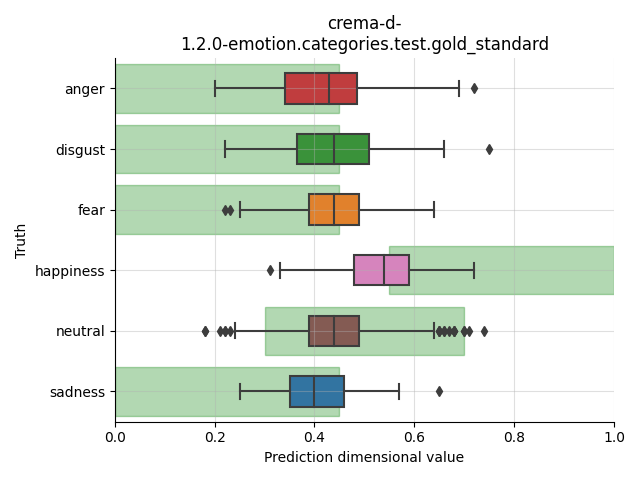 crema-d-
1.2.0-emotion.categories.test.gold_standard
anger
disgust
fear
happiness
neutral
sadness
Truth
0.0 0.2 0.4 0.6 0.8 1.0
Prediction dimensional value